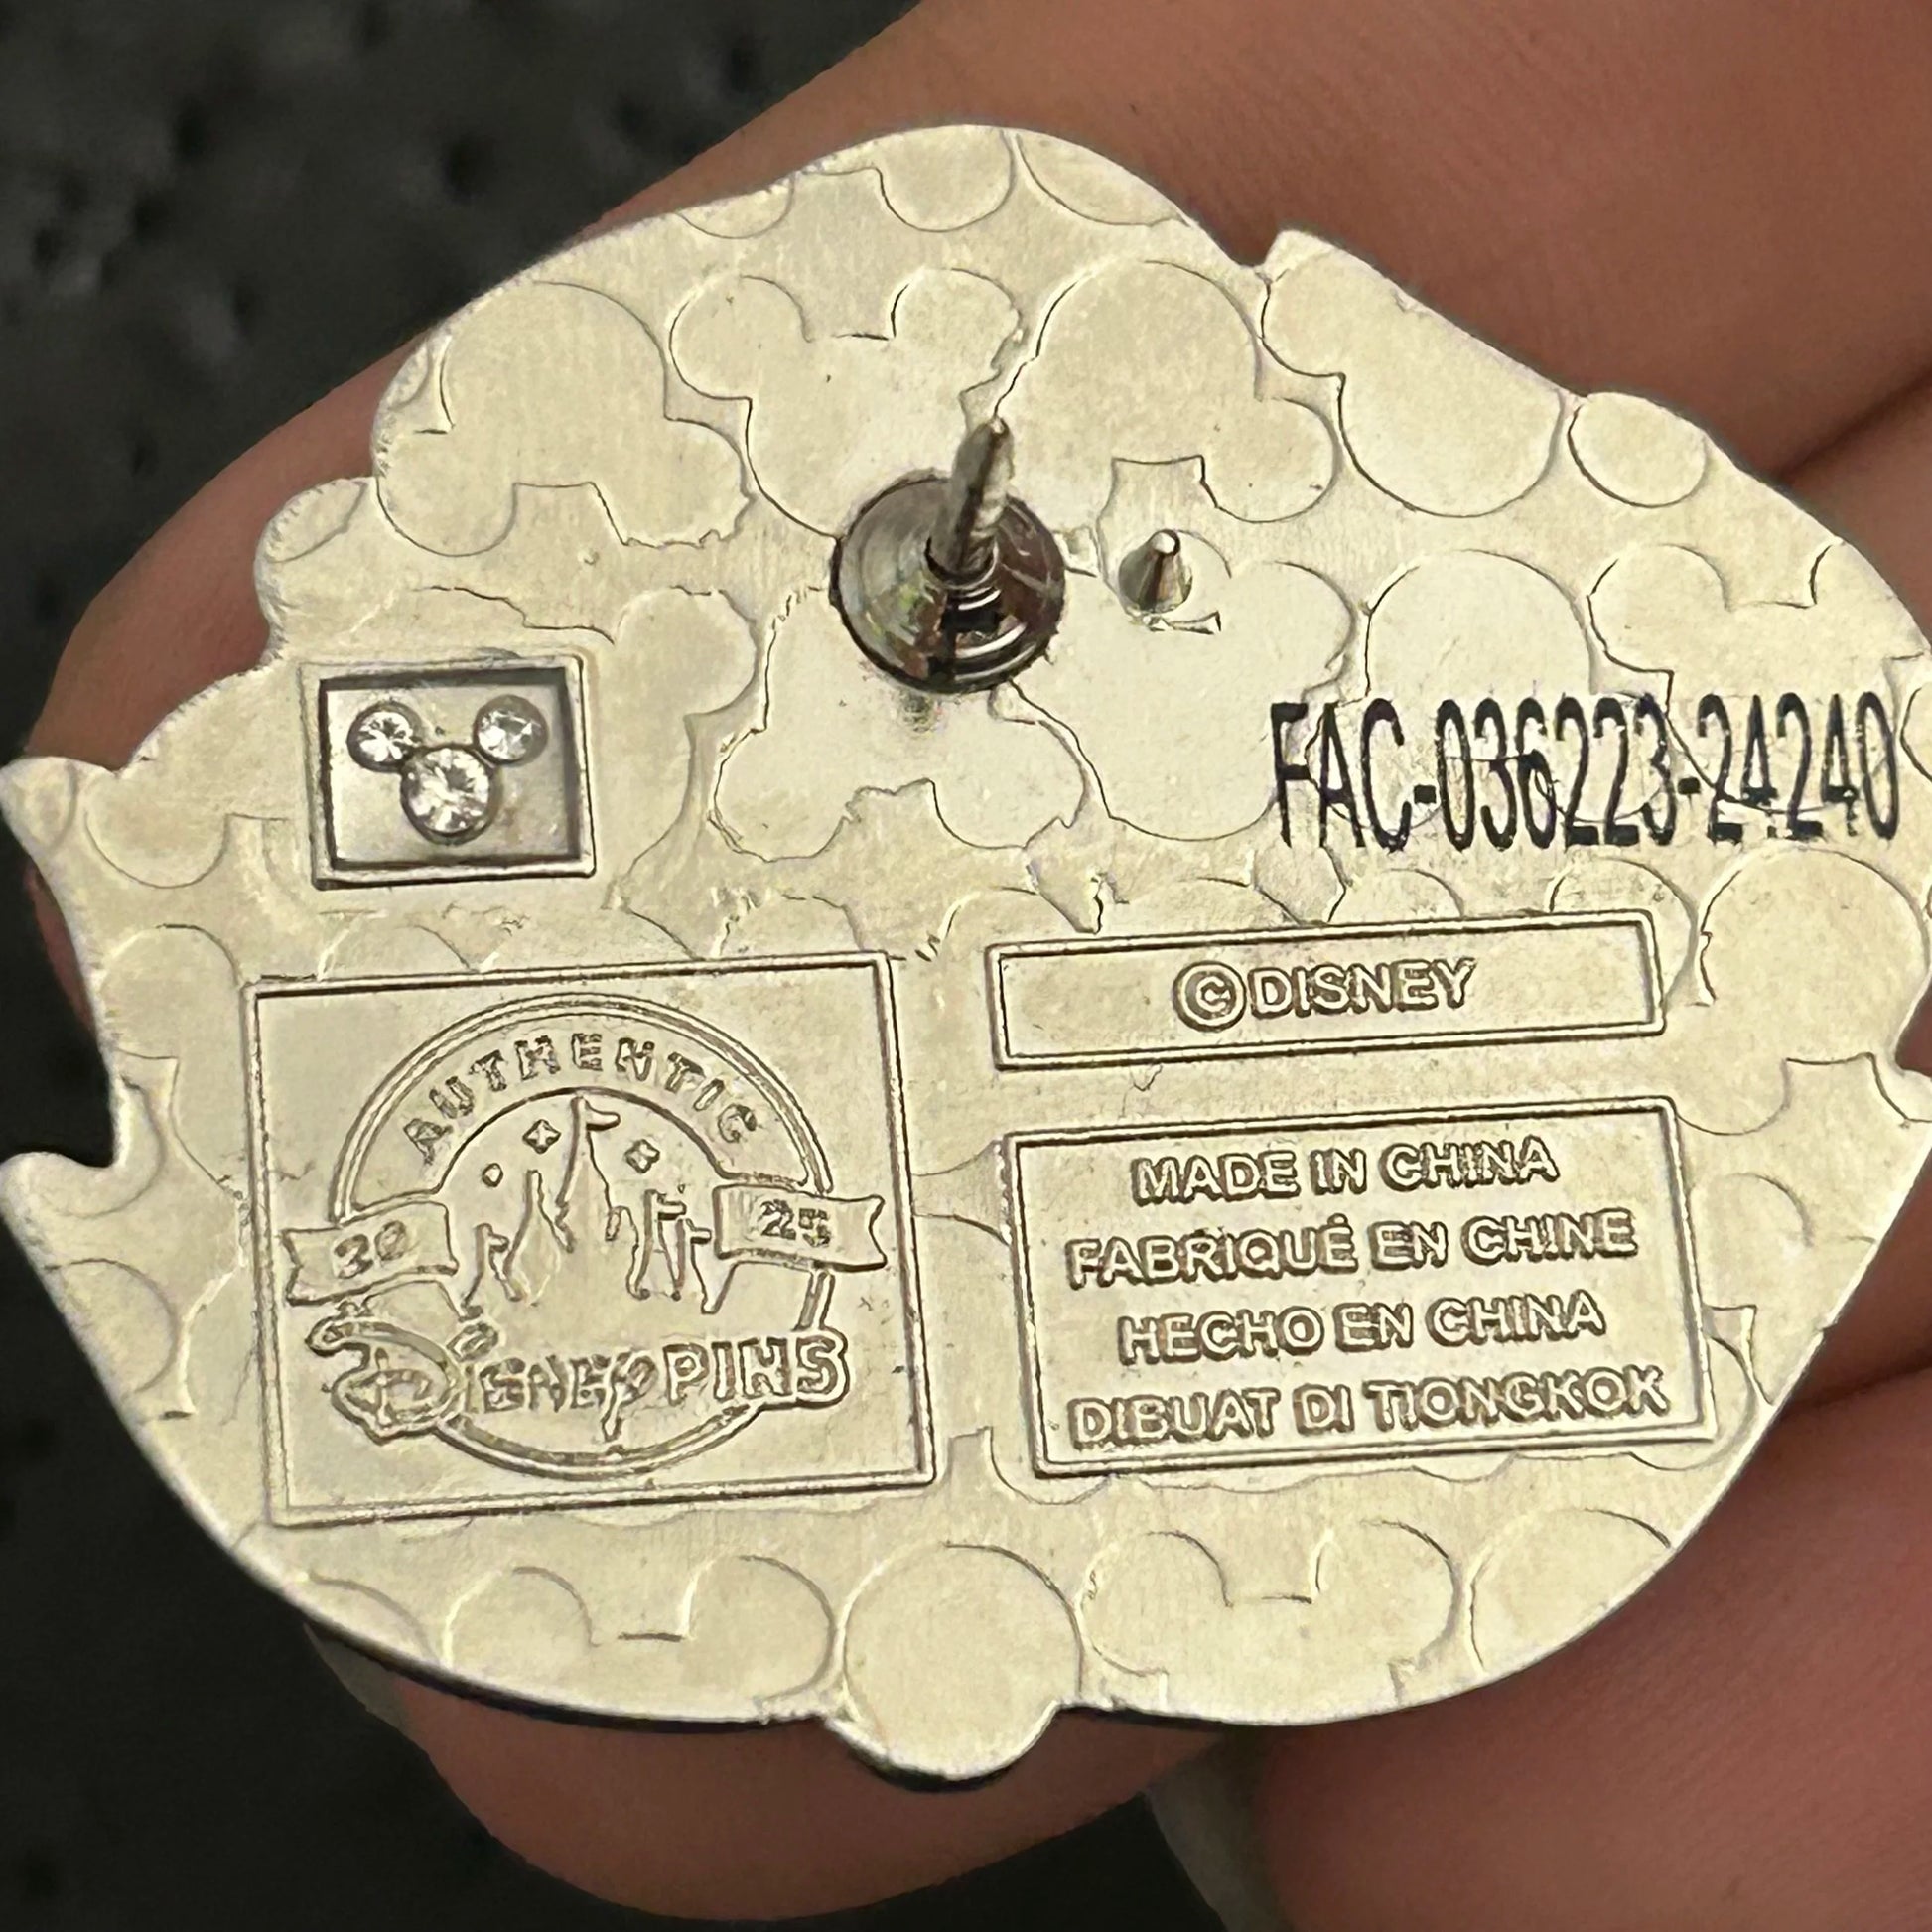 FAC-036223-24240
©DISNEY
AUTHENTIC
20 25
Disney PINS
MADE IN CHINA
FABRIQUÉ EN CHINE
HECHO EN CHINA
DIBUAT DI TIONGKOK